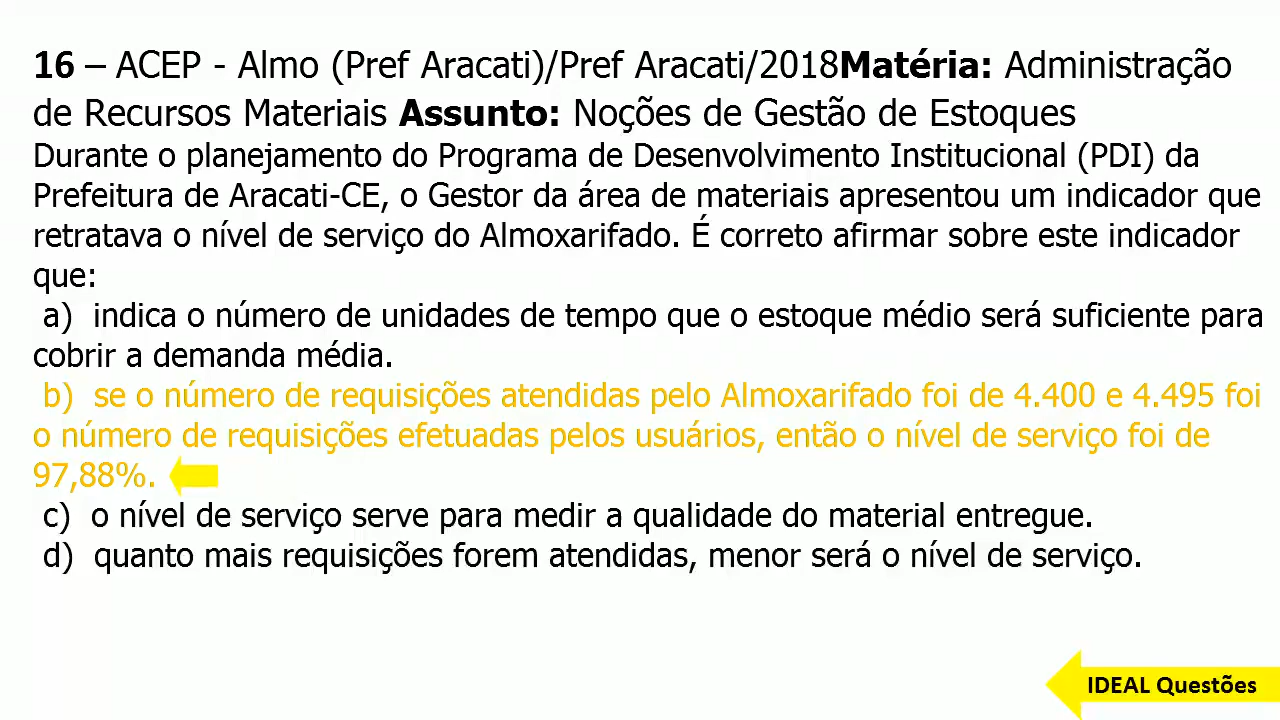 16 – ACEP - Almo (Pref Aracati)/Pref Aracati/2018Matéria: Administração
de Recursos Materiais Assunto: Noções de Gestão de Estoques
Durante o planejamento do Programa de Desenvolvimento Institucional (PDI) da
Prefeitura de Aracati-CE, o Gestor da área de materiais apresentou um indicador que
retratava o nível de serviço do Almoxarifado. É correto afirmar sobre este indicador
que:
a) indica o número de unidades de tempo que o estoque médio será suficiente para
cobrir a demanda média.
b) se o número de requisições atendidas pelo Almoxarifado foi de 4.400 e 4.495 foi
o número de requisições efetuadas pelos usuários, então o nível de serviço foi de
97,88%.
c) o nível de serviço serve para medir a qualidade do material entregue.
d) quanto mais requisições forem atendidas, menor será o nível de serviço.
IDEAL Questões